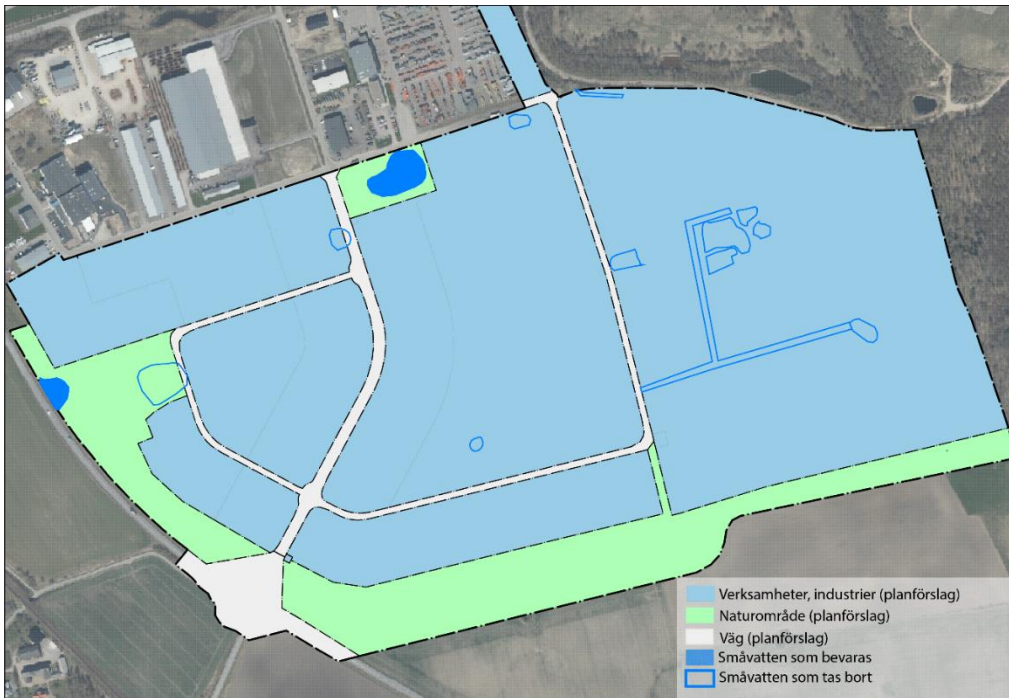 Verksamheter, industrier (planförslag)
Naturområde (planförslag)
Väg (planförslag)
Småvatten som bevaras
Småvatten som tas bort